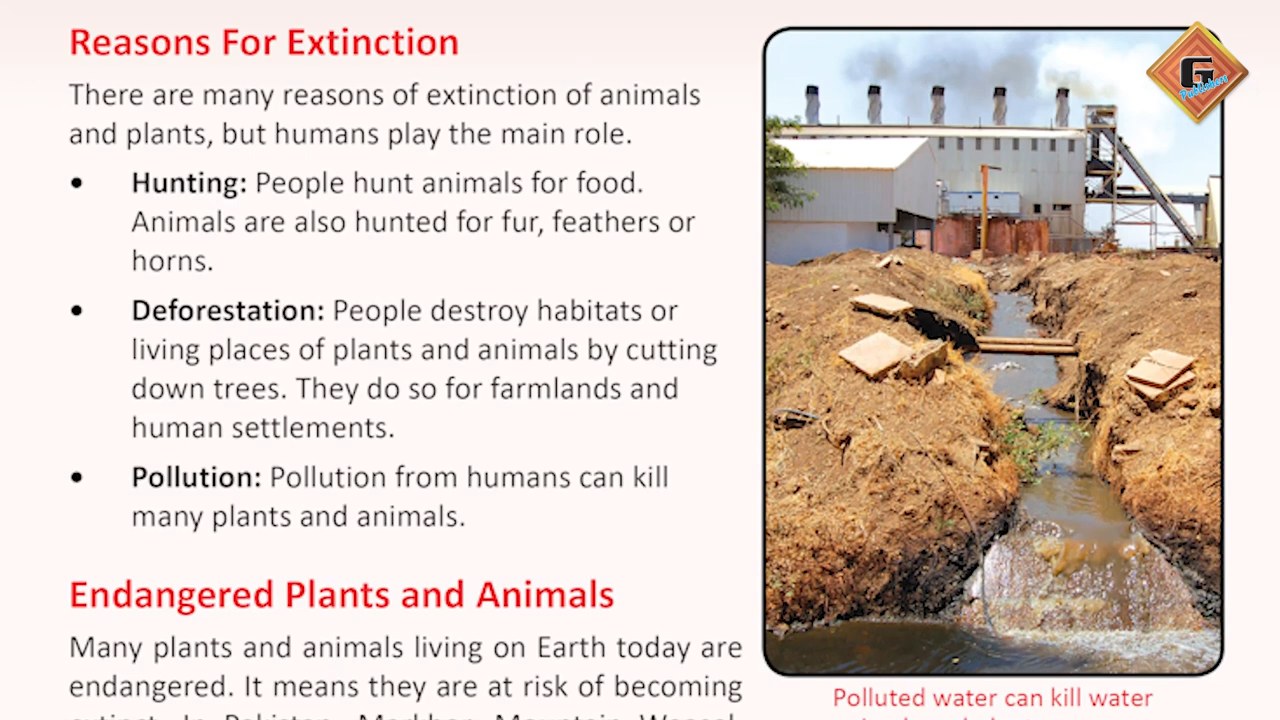 Reasons For Extinction
There are many reasons of extinction of animals
and plants, but humans play the main role.
• Hunting: People hunt animals for food.
Animals are also hunted for fur, feathers or
horns.
• Deforestation: People destroy habitats or
living places of plants and animals by cutting
down trees. They do so for farmlands and
human settlements.
• Pollution: Pollution from humans can kill
many plants and animals.
Endangered Plants and Animals
Many plants and animals living on Earth today are
endangered. It means they are at risk of becoming
G
Publishers
Polluted water can kill water